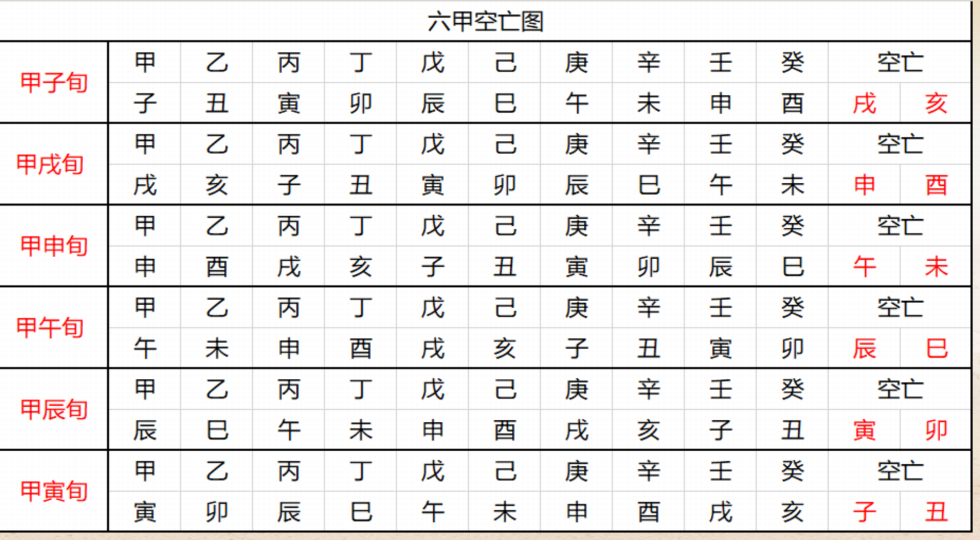 六甲空亡图
甲子旬
甲 乙 丙 丁 戊 己 庚 辛 壬 癸 空亡
子 丑 寅 卯 辰 巳 午 未 申 酉 戌 亥
甲戌旬
甲 乙 丙 丁 戊 己 庚 辛 壬 癸 空亡
戌 亥 子 丑 寅 卯 辰 巳 午 未 申 酉
甲申旬
甲 乙 丙 丁 戊 己 庚 辛 壬 癸 空亡
申 酉 戌 亥 子 丑 寅 卯 辰 巳 午 未
甲午旬
甲 乙 丙 丁 戊 己 庚 辛 壬 癸 空亡
午 未 申 酉 戌 亥 子 丑 寅 卯 辰 巳
甲辰旬
甲 乙 丙 丁 戊 己 庚 辛 壬 癸 空亡
辰 巳 午 未 申 酉 戌 亥 子 丑 寅 卯
甲寅旬
甲 乙 丙 丁 戊 己 庚 辛 壬 癸 空亡
寅 卯 辰 巳 午 未 申 酉 戌 亥 子 丑